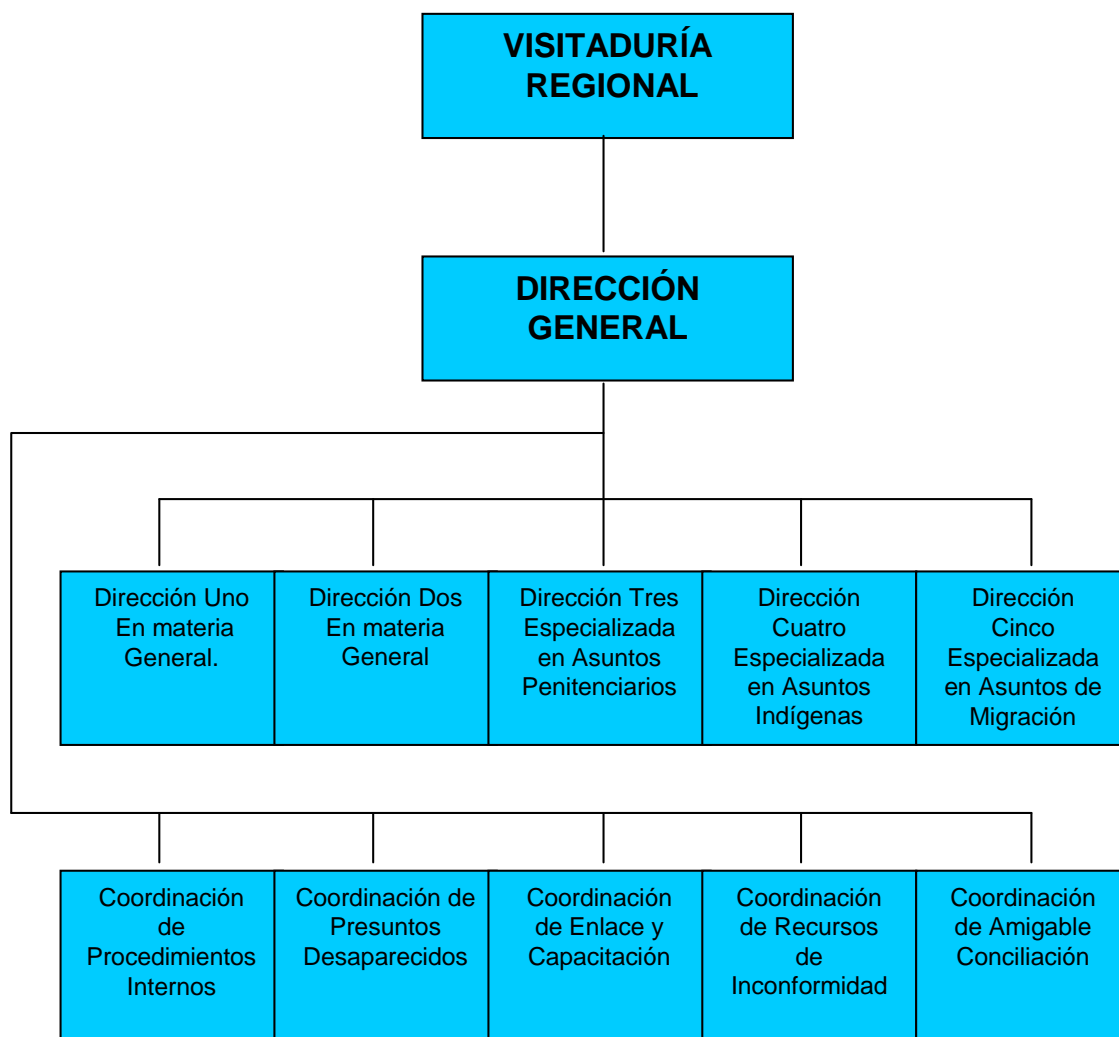 VISITADURÍA
REGIONAL
DIRECCIÓN
GENERAL
Dirección Uno
En materia
General.
Dirección Dos
En materia
General
Dirección Tres
Especializada
en Asuntos
Penitenciarios
Dirección
Cuatro
Especializada
en Asuntos
Indígenas
Dirección
Cinco
Especializada
en Asuntos de
Migración
Coordinación
de
Procedimientos
Internos
Coordinación de
Presuntos
Desaparecidos
Coordinación
de Enlace y
Capacitación
Coordinación
de Recursos
de
Inconformidad
Coordinación
de Amigable
Conciliación